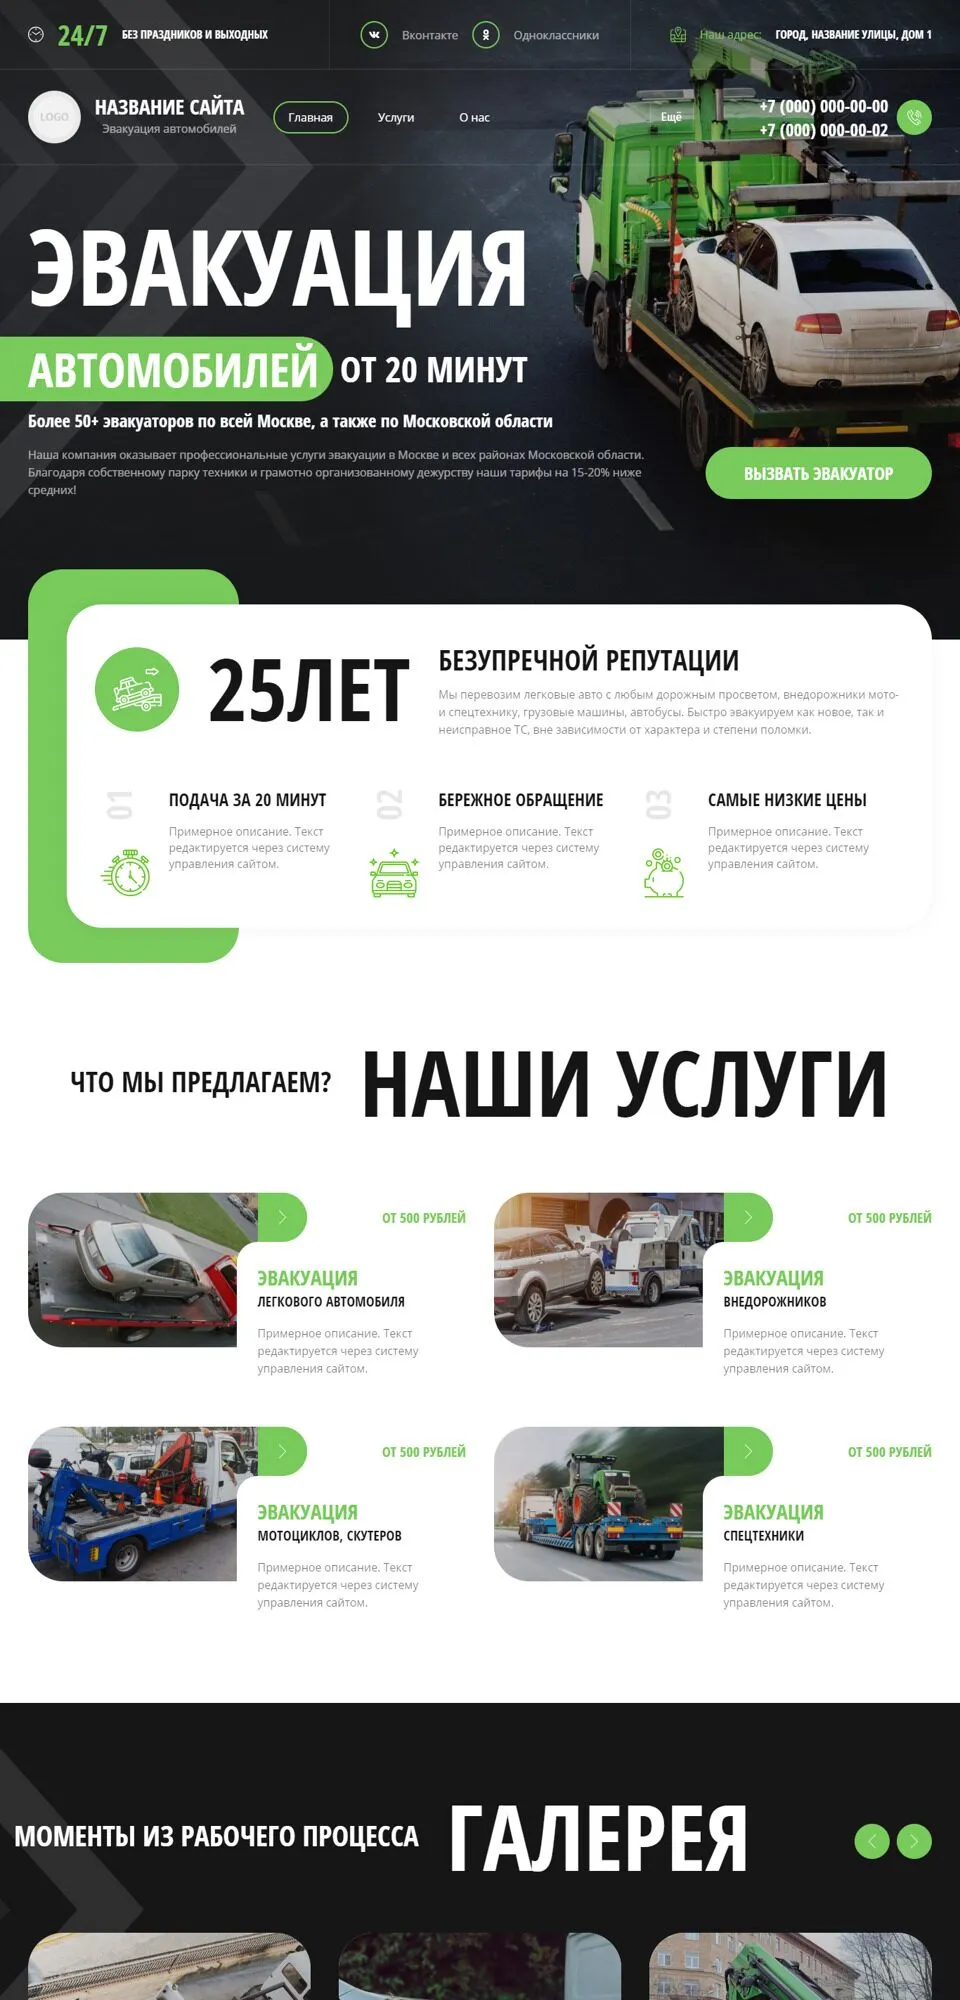 24/7 БЕЗ ПРАЗДНИКОВ И ВЫХОДНЫХ
Вконтакте
Одноклассники
Наш адрес: ГОРОД, НАЗВАНИЕ УЛИЦЫ, ДОМ 1
LOGO
НАЗВАНИЕ САЙТА
Эвакуация автомобилей
Главная
Услуги
О нас
Ещё
+7 (000) 000-00-00
+7 (000) 000-00-02
ЭВАКУАЦИЯ
АВТОМОБИЛЕЙ ОТ 20 МИНУТ
Более 50+ эвакуаторов по всей Москве, а также по Московской области
Наша компания оказывает профессиональные услуги эвакуации в Москве и всех районах Московской области.
Благодаря собственному парку техники и грамотно организованному дежурству наши тарифы на 15-20% ниже
средних!
ВЫЗВАТЬ ЭВАКУАТОР
25ЛЕТ
БЕЗУПРЕЧНОЙ РЕПУТАЦИИ
Мы перевозим легковые авто с любым дорожным просветом, внедорожники мото-
и спецтехнику, грузовые машины, автобусы. Быстро эвакуируем как новое, так и
неисправное ТС, вне зависимости от характера и степени поломки.
01
ПОДАЧА ЗА 20 МИНУТ
Примерное описание. Текст
редактируется через систему
управления сайтом.
02
БЕРЕЖНОЕ ОБРАЩЕНИЕ
Примерное описание. Текст
редактируется через систему
управления сайтом.
03
САМЫЕ НИЗКИЕ ЦЕНЫ
Примерное описание. Текст
редактируется через систему
управления сайтом.
ЧТО МЫ ПРЕДЛАГАЕМ?
НАШИ УСЛУГИ
ОТ 500 РУБЛЕЙ
ЭВАКУАЦИЯ
ЛЕГКОВОГО АВТОМОБИЛЯ
Примерное описание. Текст
редактируется через систему
управления сайтом.
ОТ 500 РУБЛЕЙ
ЭВАКУАЦИЯ
ВНЕДОРОЖНИКОВ
Примерное описание. Текст
редактируется через систему
управления сайтом.
ОТ 500 РУБЛЕЙ
ЭВАКУАЦИЯ
МОТОЦИКЛОВ, СКУТЕРОВ
Примерное описание. Текст
редактируется через систему
управления сайтом.
ОТ 500 РУБЛЕЙ
ЭВАКУАЦИЯ
СПЕЦТЕХНИКИ
Примерное описание. Текст
редактируется через систему
управления сайтом.
МОМЕНТЫ ИЗ РАБОЧЕГО ПРОЦЕССА
ГАЛЕРЕЯ